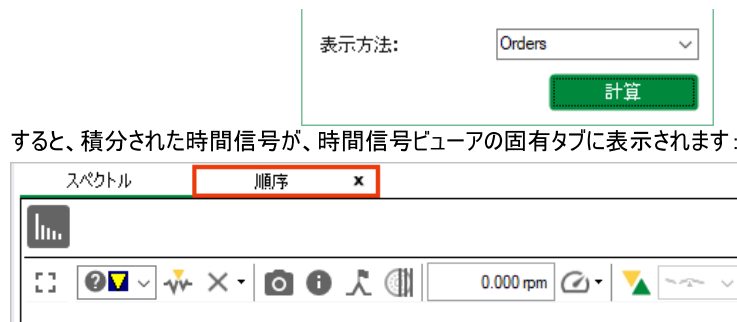 表示方法: Orders
計算
すると、積分された時間信号が、時間信号ビューアの固有タブに表示されます:
スペクトル 順序 x
0.000 rpm